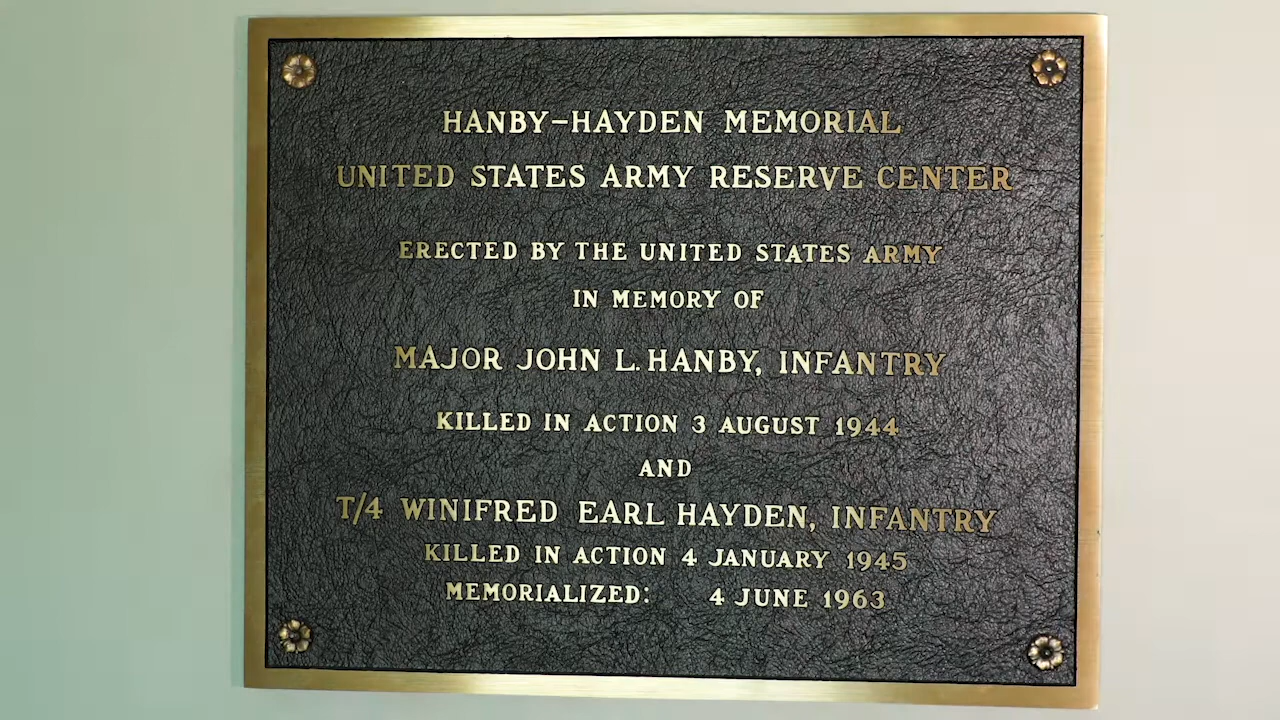 HANBY-HAYDEN MEMORIAL
UNITED STATES ARMY RESERVE CENTER
ERECTED BY THE UNITED STATES ARMY
IN MEMORY OF
MAJOR JOHN L. HANBY, INFANTRY
KILLED IN ACTION 3 AUGUST 1944
AND
T/4 WINIFRED EARL HAYDEN, INFANTRY
KILLED IN ACTION 4 JANUARY 1945
MEMORIALIZED: 4 JUNE 1963